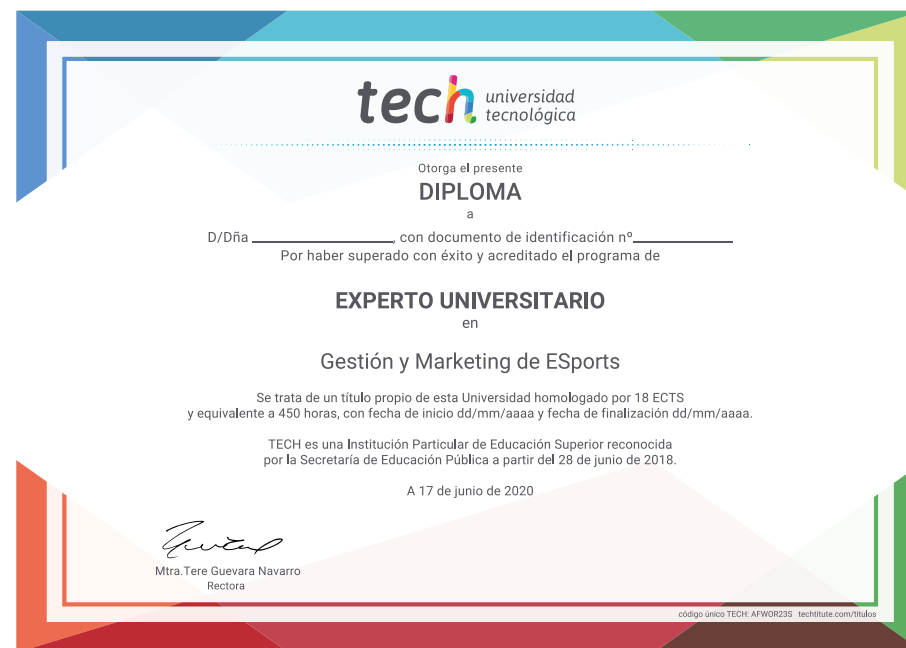 tech universidad
tecnológica
Otorga el presente
DIPLOMA
a
D/Dña ____________, con documento de identificación nº____________
Por haber superado con éxito y acreditado el programa de
EXPERTO UNIVERSITARIO
en
Gestión y Marketing de ESports
Se trata de un título propio de esta Universidad homologado por 18 ECTS
y equivalente a 450 horas, con fecha de inicio dd/mm/aaaa y fecha de finalización dd/mm/aaaa.
TECH es una Institución Particular de Educación Superior reconocida
por la Secretaría de Educación Pública a partir del 28 de junio de 2018.
A 17 de junio de 2020
Mtra.Tere Guevara Navarro
Rectora
código único TECH: AFWOR23S techtitute.com/titulos